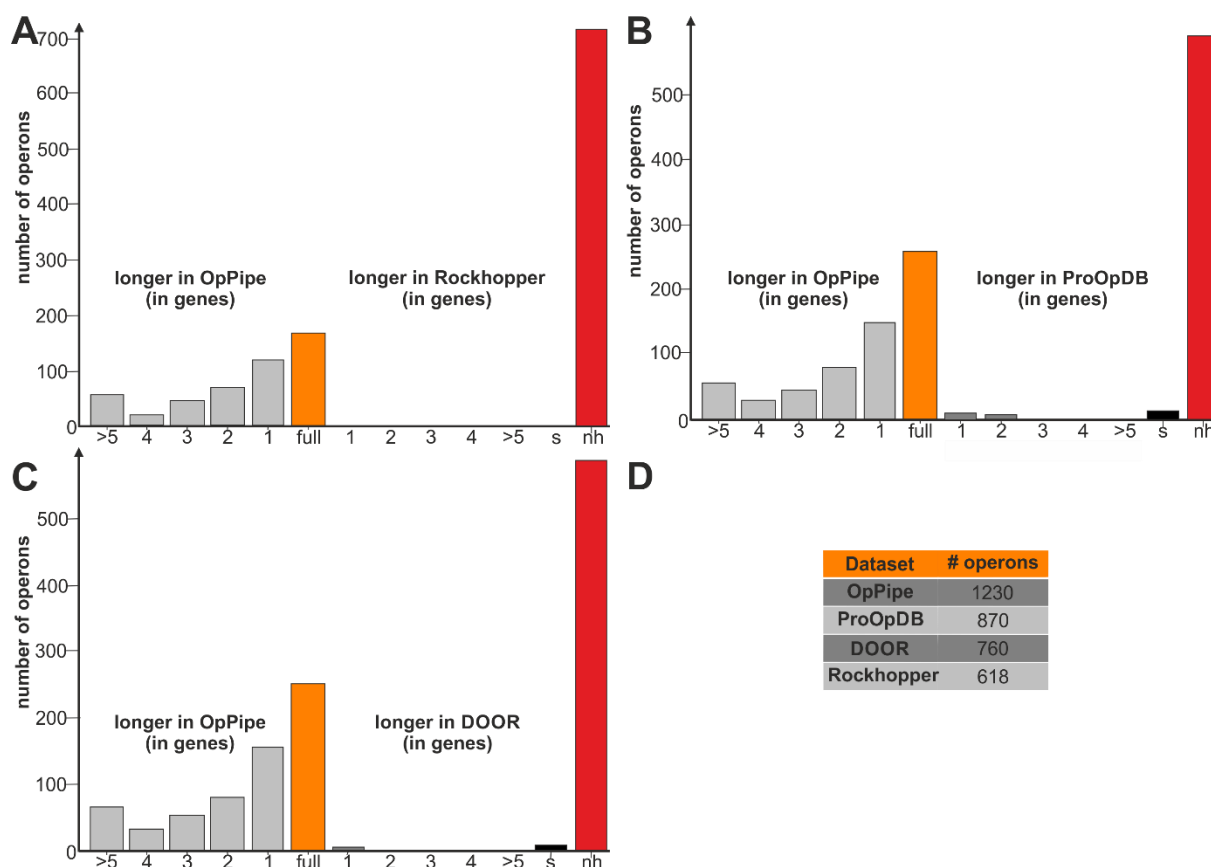 A
number of operons
700
600
500
400
300
200
100
0
longer in OpPipe
(in genes)
longer in Rockhopper
(in genes)
>5 4 3 2 1 full 1 2 3 4 >5 s nh
B
number of operons
500
400
300
200
100
0
longer in OpPipe
(in genes)
longer in ProOpDB
(in genes)
>5 4 3 2 1 full 1 2 3 4 >5 s nh
C
number of operons
500
400
300
200
100
0
longer in OpPipe
(in genes)
longer in DOOR
(in genes)
>5 4 3 2 1 full 1 2 3 4 >5 s nh
D
Dataset # operons
OpPipe 1230
ProOpDB 870
DOOR 760
Rockhopper 618